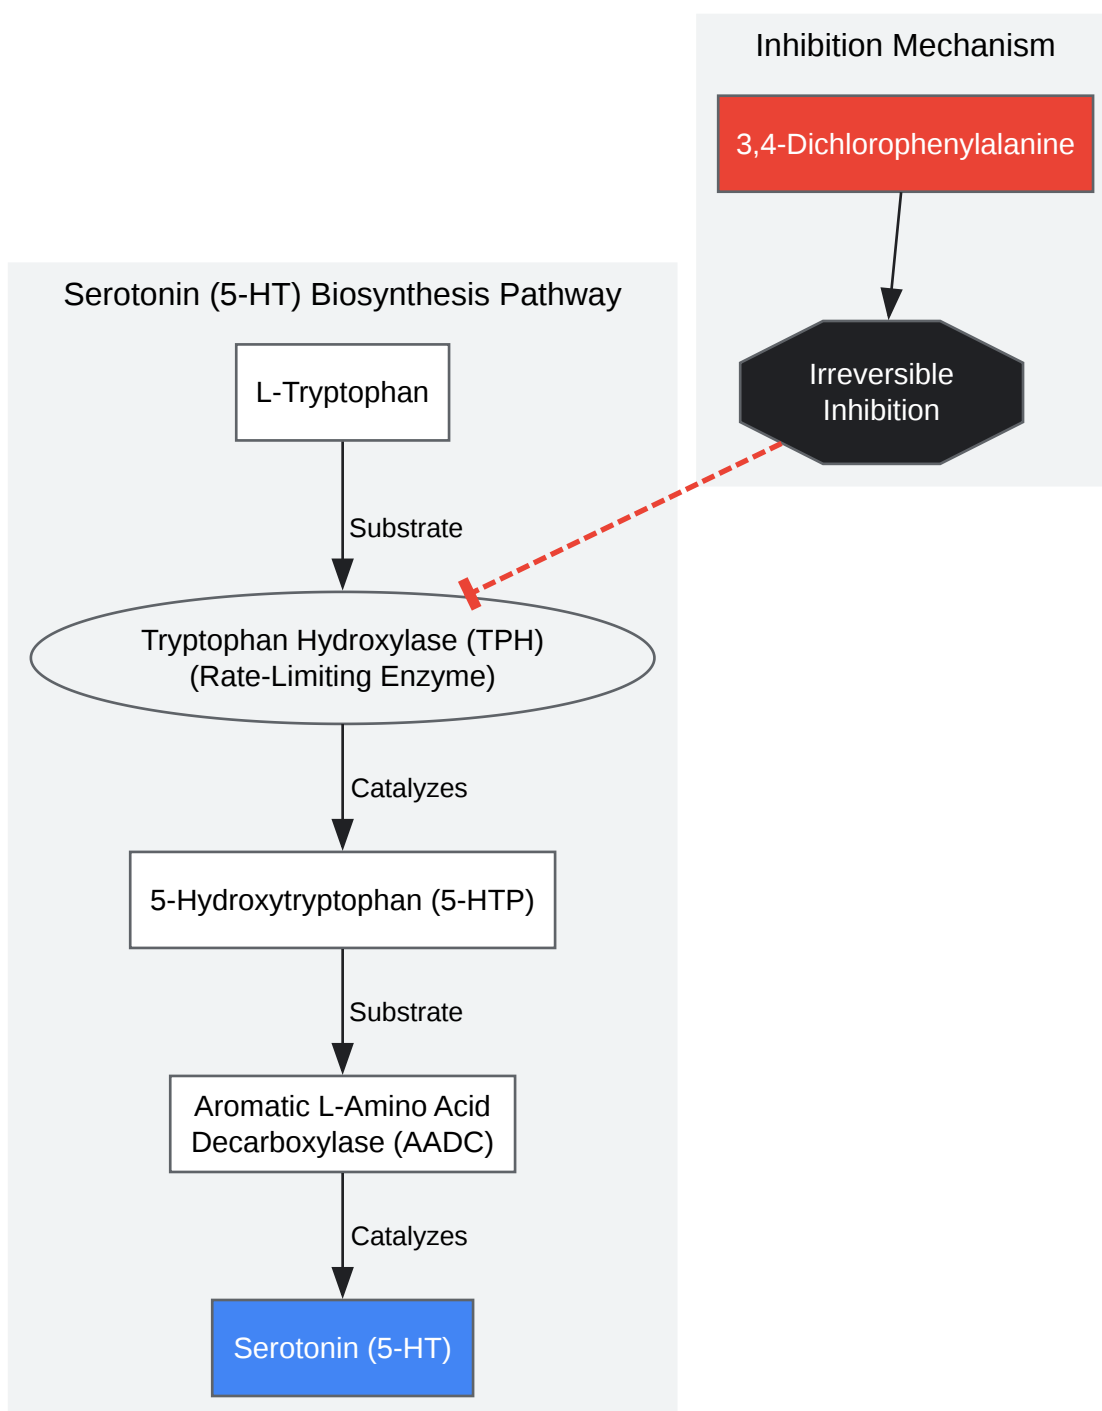 Inhibition Mechanism
3,4-Dichlorophenylalanine
Irreversible
Inhibition
Serotonin (5-HT) Biosynthesis Pathway
L-Tryptophan
Substrate
Tryptophan Hydroxylase (TPH)
(Rate-Limiting Enzyme)
Catalyzes
5-Hydroxytryptophan (5-HTP)
Substrate
Aromatic L-Amino Acid
Decarboxylase (AADC)
Catalyzes
Serotonin (5-HT)